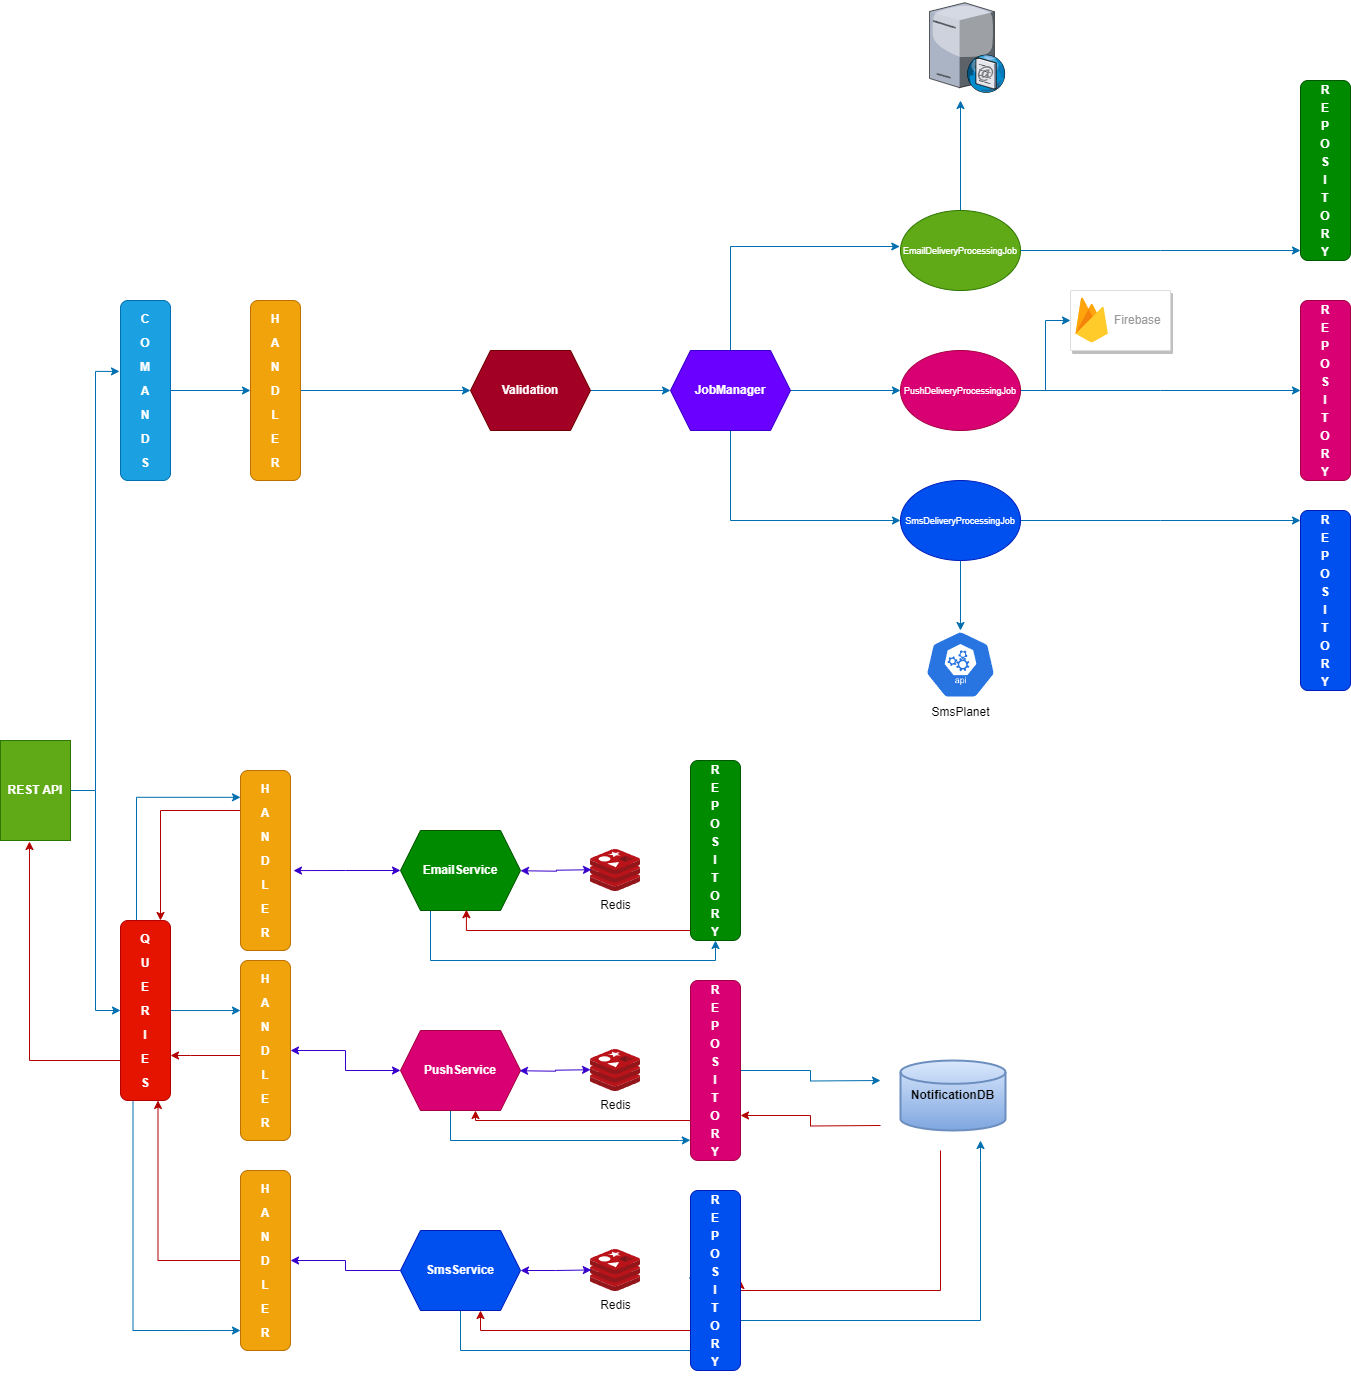 REPOSITORY
EmailDeliveryProcessingJob
COMANDS
HANDLER
Validation
JobManager
PushDeliveryProcessingJob
Firebase
REPOSITORY
SmsDeliveryProcessingJob
REPOSITORY
api
SmsPlanet
REST API
QUERIES
HANDLER
EmailService
Redis
REPOSITORY
HANDLER
PushService
Redis
REPOSITORY
NotificationDB
HANDLER
SmsService
Redis
REPOSITORY